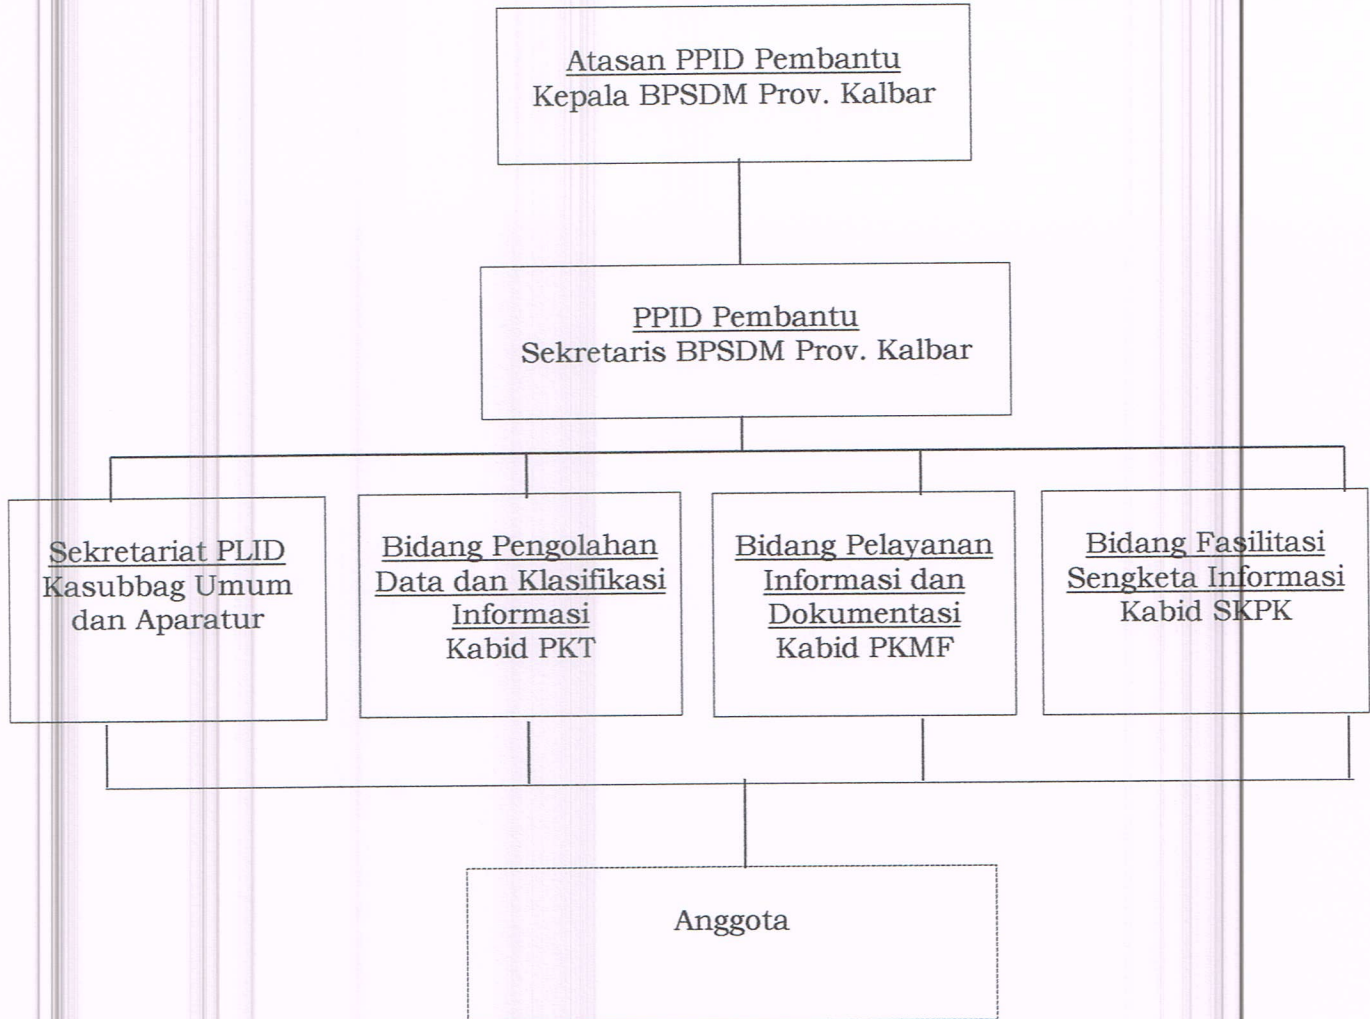 Atasan PPID Pembantu
Kepala BPSDM Prov. Kalbar
PPID Pembantu
Sekretaris BPSDM Prov. Kalbar
Sekretariat PLID
Kasubbag Umum
dan Aparatur
Bidang Pengolahan
Data dan Klasifikasi
Informasi
Kabid PKT
Bidang Pelayanan
Informasi dan
Dokumentasi
Kabid PKMF
Bidang Fasilitasi
Sengketa Informasi
Kabid SKPK
Anggota